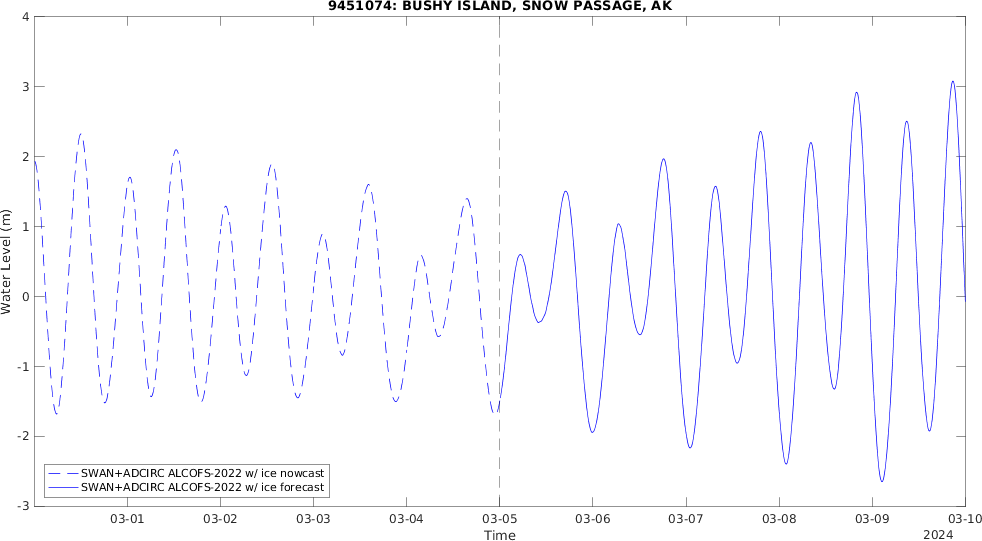 9451074: BUSHY ISLAND, SNOW PASSAGE, AK
4
3
2
1
0
-1
-2
-3
Water Level (m)
SWAN+ADCIRC ALCOFS-2022 w/ ice nowcast
SWAN+ADCIRC ALCOFS-2022 w/ ice forecast
03-01 03-02 03-03 03-04 03-05 03-06 03-07 03-08 03-09 03-10
Time
2024